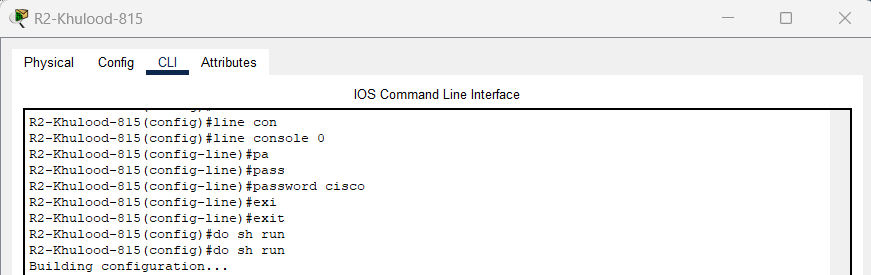 R2-Khulood-815
Physical Config CLI Attributes
IOS Command Line Interface
R2-Khulood-815(config)#line con
R2-Khulood-815(config)#line console 0
R2-Khulood-815(config-line)#pa
R2-Khulood-815(config-line)#pass
R2-Khulood-815(config-line)#password cisco
R2-Khulood-815(config-line)#exi
R2-Khulood-815(config-line)#exit
R2-Khulood-815(config)#do sh run
R2-Khulood-815(config)#do sh run
Building configuration...